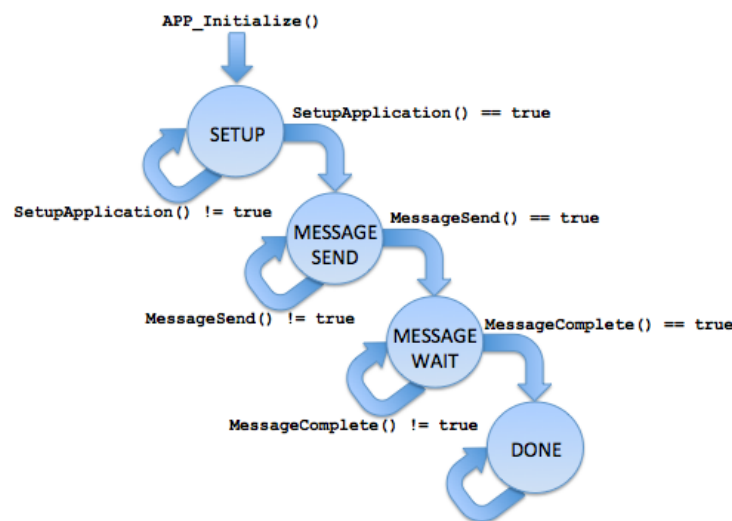 APP_Initialize()
SetupApplication() == true
SETUP
SetupApplication() != true
MessageSend() == true
MESSAGE
SEND
MessageSend() != true
MessageComplete() == true
MESSAGE
WAIT
MessageComplete() != true
DONE